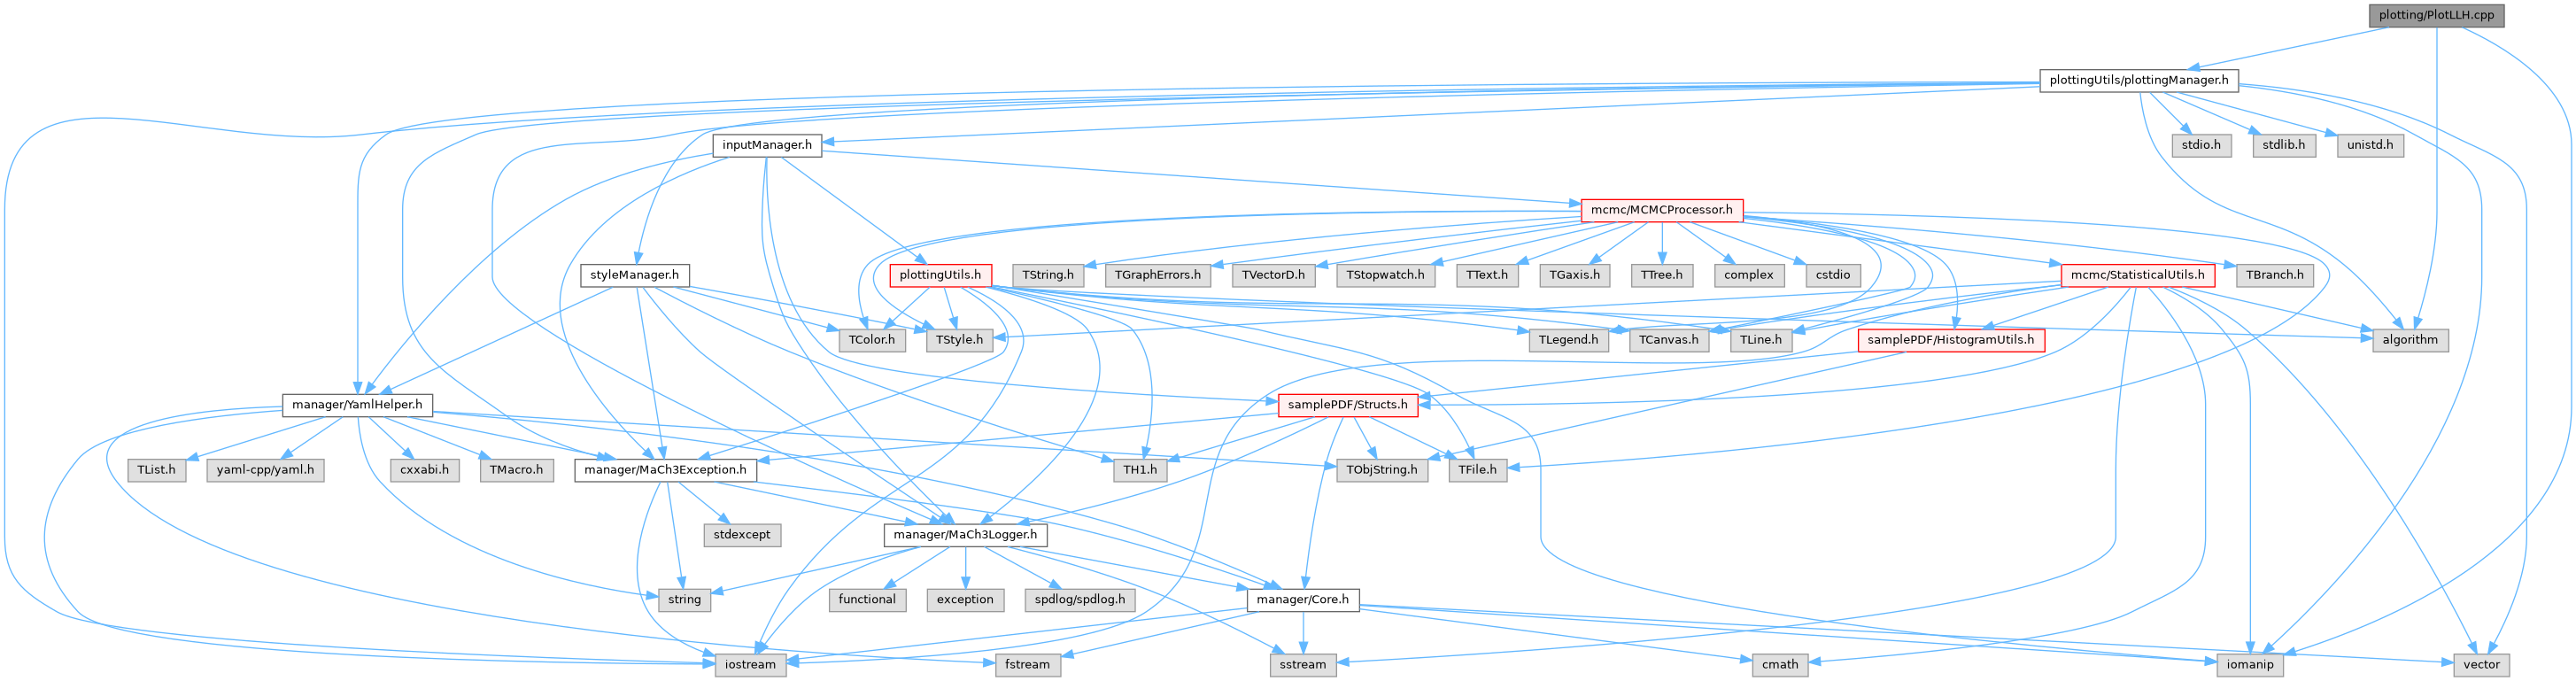 plotting/PlotLLH.cpp
plottingUtils/plottingManager.h
inputManager.h
stdio.h
stdlib.h
unistd.h
mcmc/MCMCProcessor.h
styleManager.h
plottingUtils.h
TString.h
TGraphErrors.h
TVectorD.h
TStopwatch.h
TText.h
TGaxis.h
TTree.h
complex
cstdio
mcmc/StatisticalUtils.h
TBranch.h
TColor.h
TStyle.h
TLegend.h
TCanvas.h
TLine.h
samplePDF/HistogramUtils.h
algorithm
manager/YamlHelper.h
samplePDF/Structs.h
TList.h
yaml-cpp/yaml.h
cxxabi.h
TMacro.h
manager/MaCh3Exception.h
TH1.h
TObjString.h
TFile.h
stdexcept
manager/MaCh3Logger.h
string
functional
exception
spdlog/spdlog.h
manager/Core.h
iostream
fstream
sstream
cmath
iomanip
vector